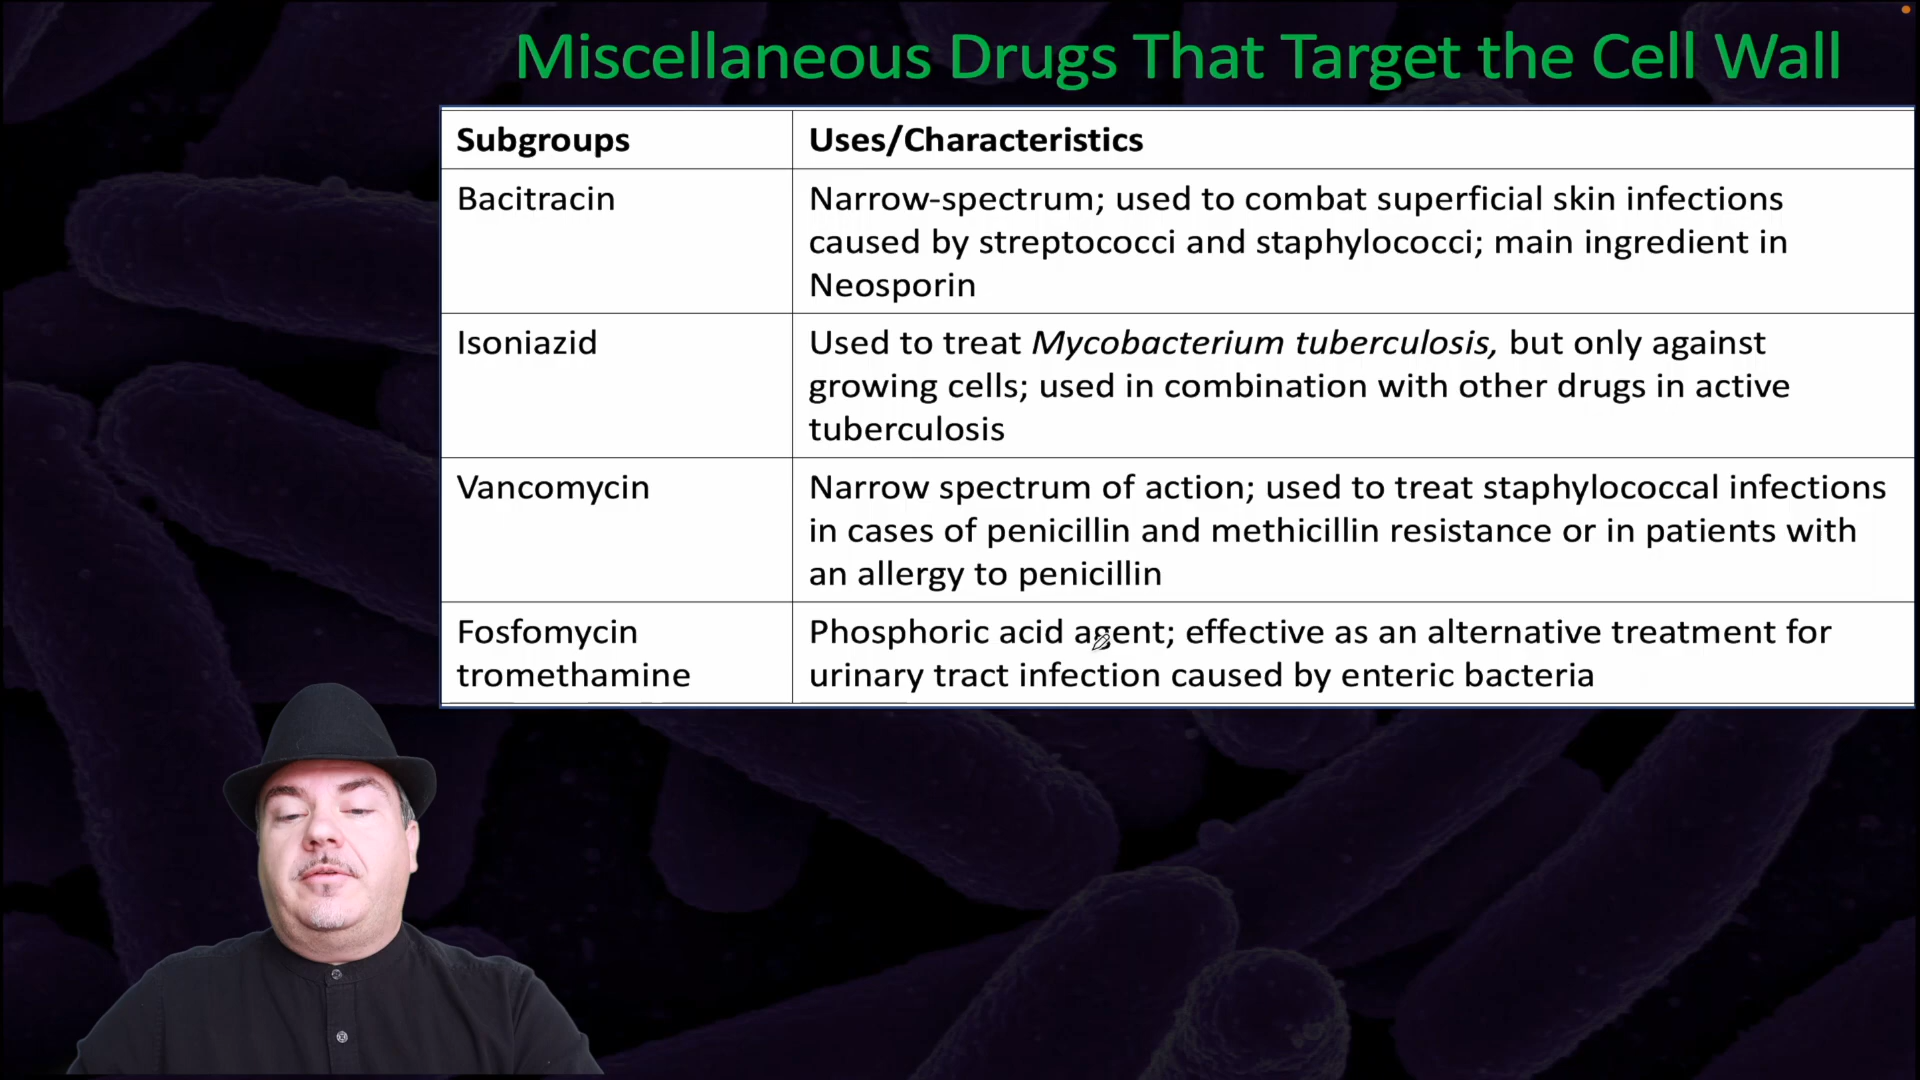 Miscellaneous Drugs That Target the Cell Wall
Subgroups
Uses/Characteristics
Bacitracin
Narrow-spectrum; used to combat superficial skin infections
caused by streptococci and staphylococci; main ingredient in
Neosporin
Isoniazid
Used to treat Mycobacterium tuberculosis, but only against
growing cells; used in combination with other drugs in active
tuberculosis
Vancomycin
Narrow spectrum of action; used to treat staphylococcal infections
in cases of penicillin and methicillin resistance or in patients with
an allergy to penicillin
Fosfomycin
tromethamine
Phosphoric acid agent; effective as an alternative treatment for
urinary tract infection caused by enteric bacteria